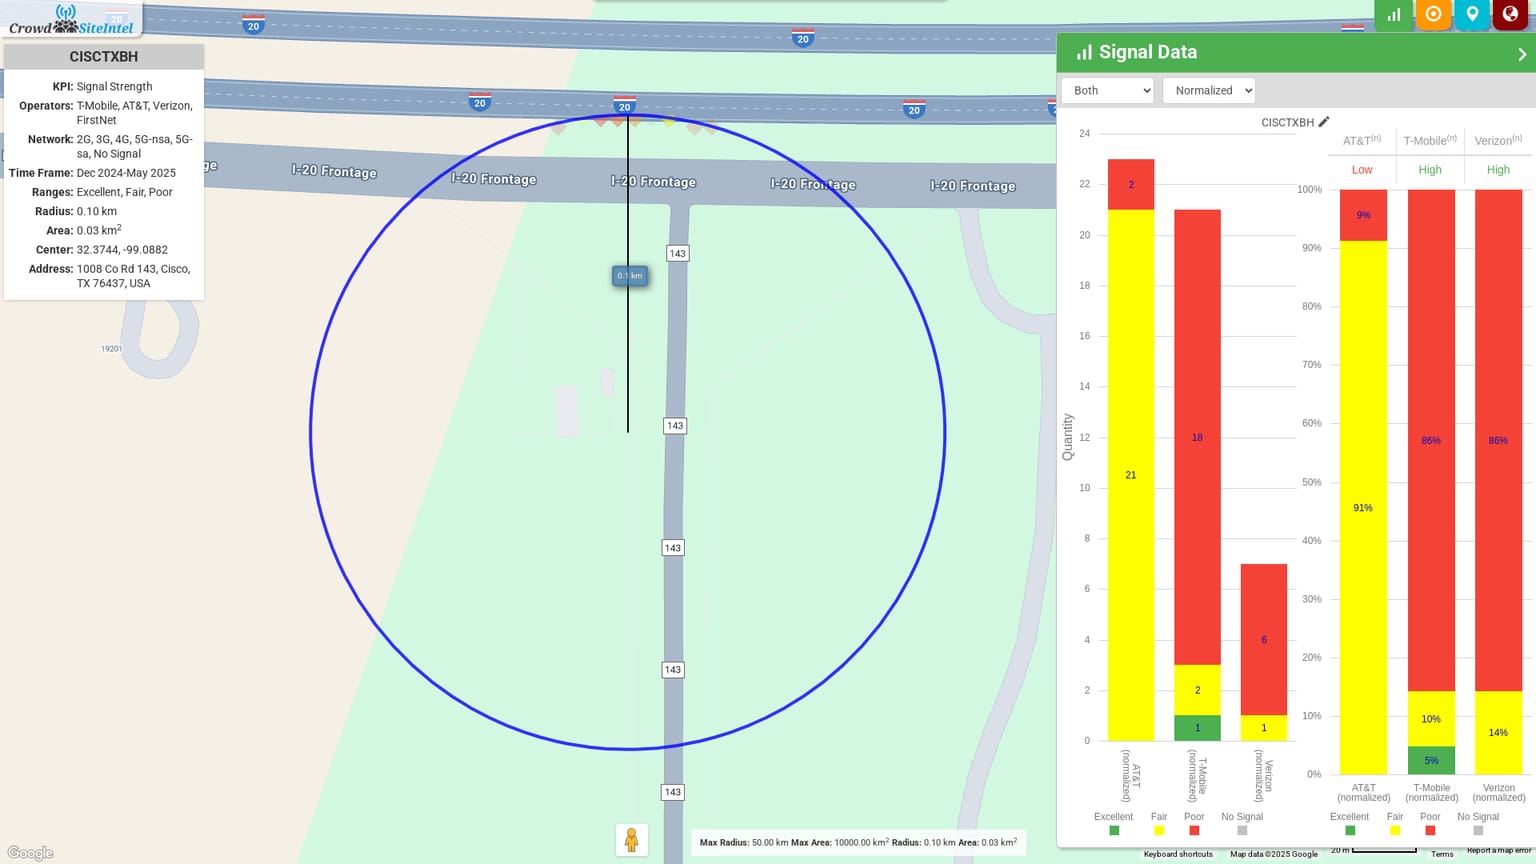 Crowd SiteIntel
CISCTXBH
KPI: Signal Strength
Operators: T-Mobile, AT&T, Verizon,
FirstNet
Network: 2G, 3G, 4G, 5G-nsa, 5G-
sa, No Signal
Time Frame: Dec 2024-May 2025
Ranges: Excellent, Fair, Poor
Radius: 0.10 km
Area: 0.03 km²
Center: 32.3744, -99.0882
Address: 1008 Co Rd 143, Cisco,
TX 76437, USA
20
20
20
20
20
I-20 Frontage
I-20 Frontage
I-20 Frontage
I-20 Frontage
I-20 Frontage
143
0.1 km
143
143
143
143
19201
Google
Max Radius: 50.00 km Max Area: 10000.00 km² Radius: 0.10 km Area: 0.03 km²
Signal Data
Both
Normalized
CISCTXBH
24
22
20
18
16
14
12
10
8
6
4
2
0
Quantity
2
21
18
2
1
6
1
AT&T
(normalized)
T-Mobile
(normalized)
Verizon
(normalized)
Excellent Fair Poor No Signal
AT&T(n) T-Mobile(n) Verizon(n)
Low High High
100%
90%
80%
70%
60%
50%
40%
30%
20%
10%
0%
9%
91%
86%
10%
5%
86%
14%
AT&T
(normalized)
T-Mobile
(normalized)
Verizon
(normalized)
Excellent Fair Poor No Signal
Keyboard shortcuts Map data ©2025 Google 20 m Terms Report a map error